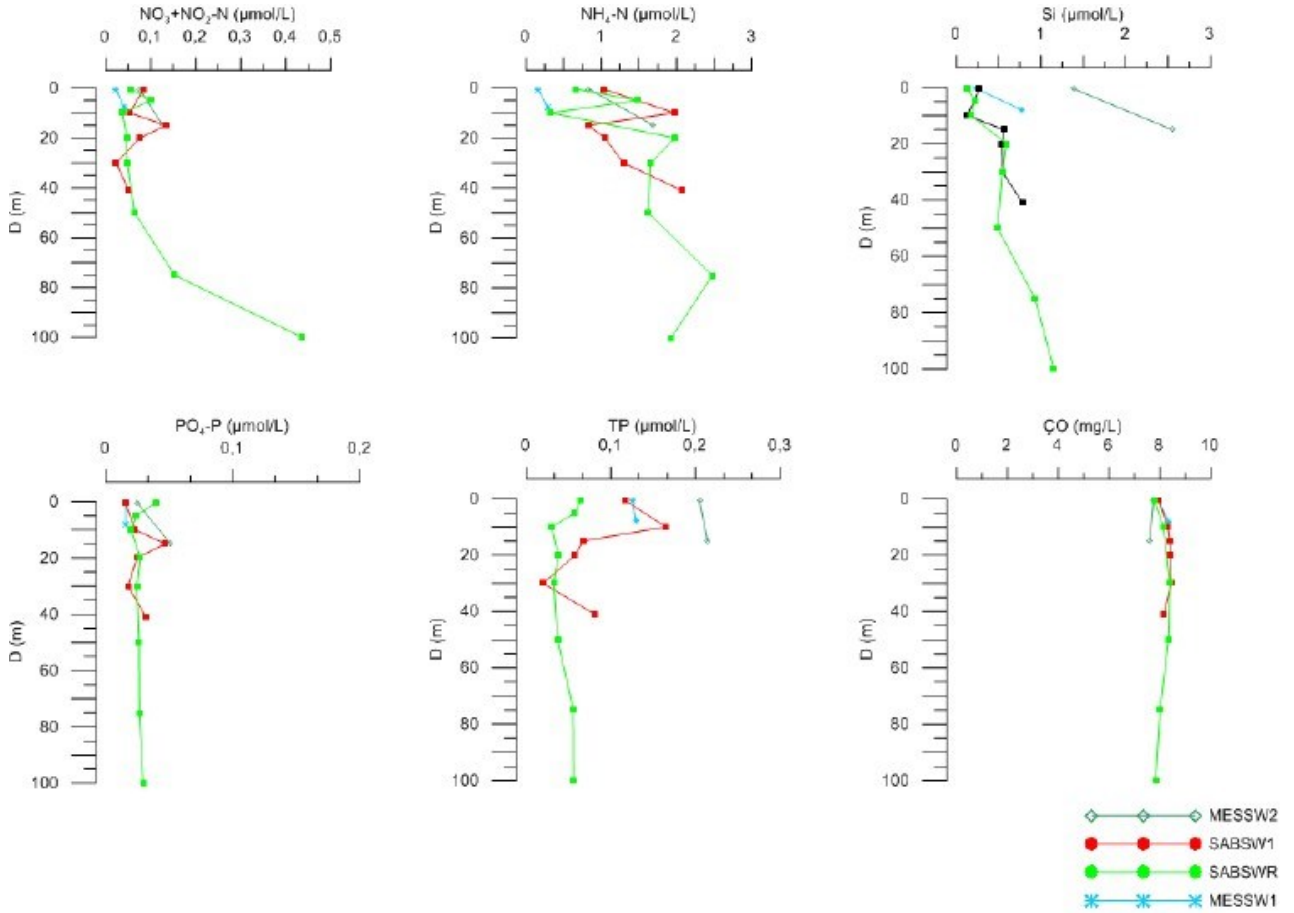 NO₃+NO₂-N (µmol/L)
0 0,1 0,2 0,3 0,4 0,5
0
20
40
60
80
100
D (m)
NH₄-N (µmol/L)
0 1 2 3
0
20
40
60
80
100
D (m)
Si (µmol/L)
0 1 2 3
0
20
40
60
80
100
D (m)
PO₄-P (µmol/L)
0 0,1 0,2
0
20
40
60
80
100
D (m)
TP (µmol/L)
0 0,1 0,2 0,3
0
20
40
60
80
100
D (m)
ÇO (mg/L)
0 2 4 6 8 10
0
20
40
60
80
100
D (m)
MESSW2
SABSW1
SABSWR
MESSW1